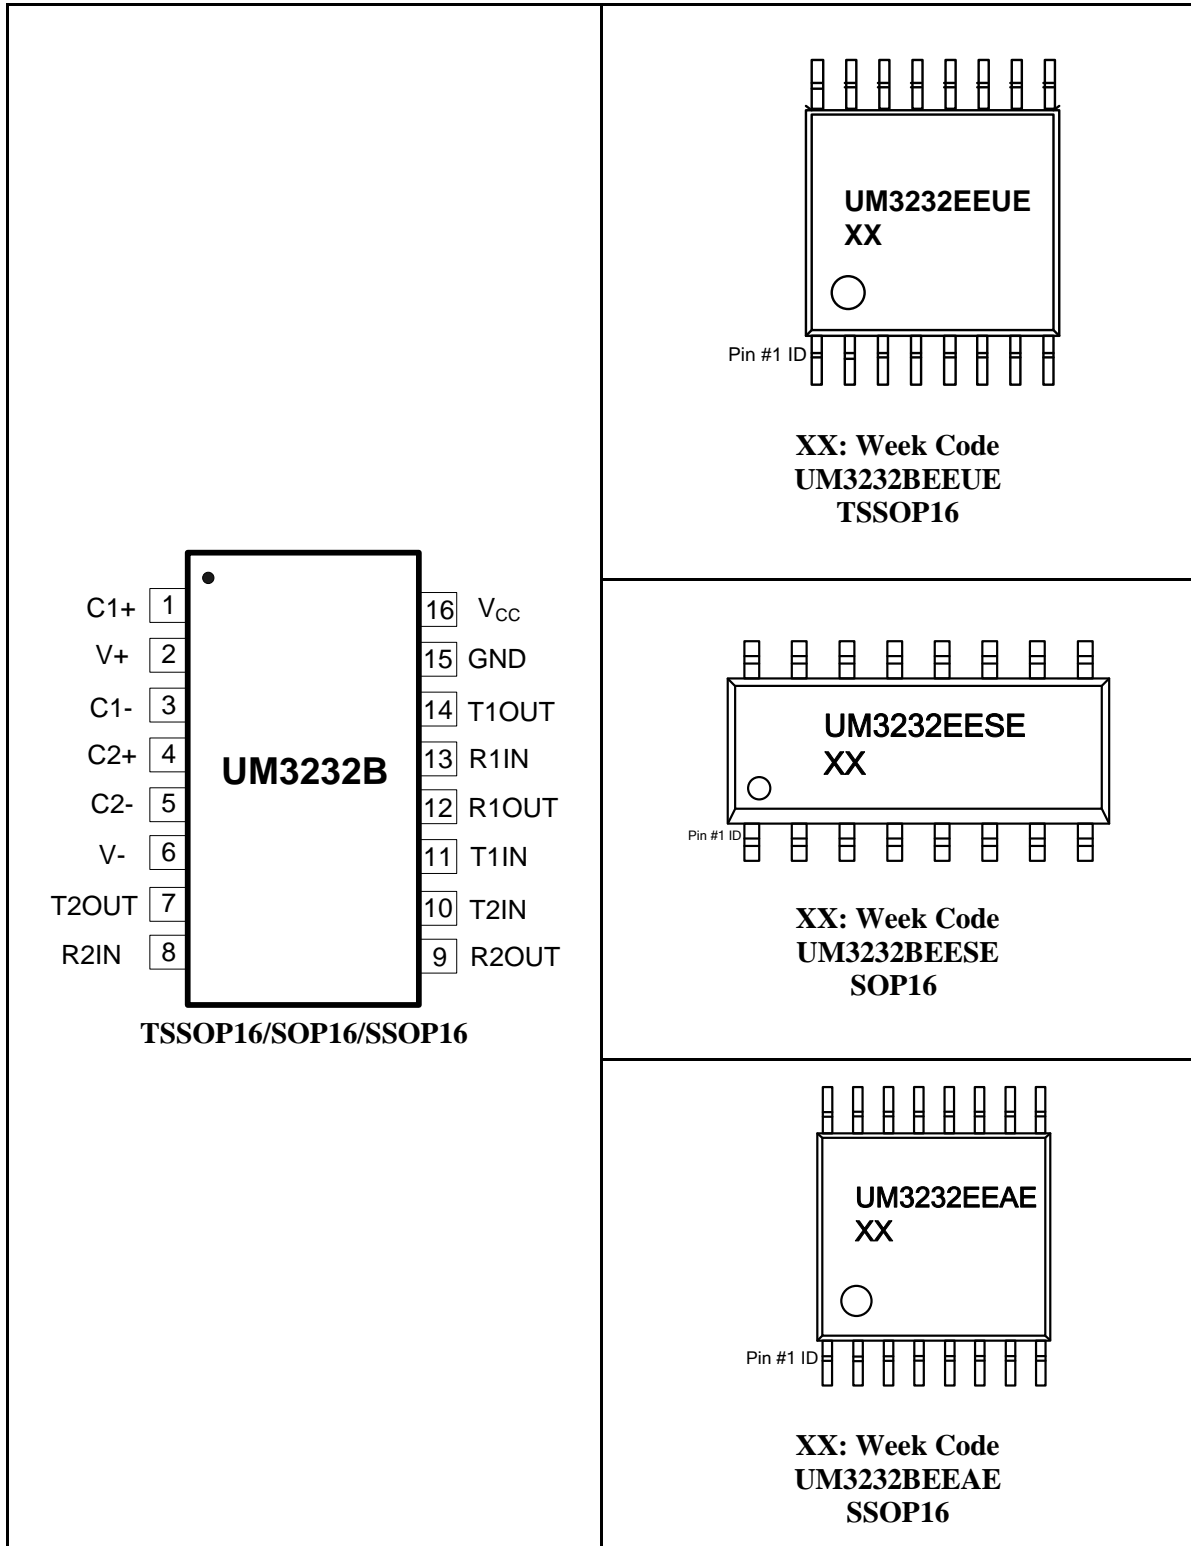 C1+ 1
V+ 2
C1- 3
C2+ 4
C2- 5
V- 6
T2OUT 7
R2IN 8
UM3232B
16 VCC
15 GND
14 T1OUT
13 R1IN
12 R1OUT
11 T1IN
10 T2IN
9 R2OUT
TSSOP16/SOP16/SSOP16
UM3232EEUE
XX
Pin #1 ID
XX: Week Code
UM3232BEEUE
TSSOP16
UM3232EESE
XX
Pin #1 ID
XX: Week Code
UM3232BEESE
SOP16
UM3232EEAE
XX
Pin #1 ID
XX: Week Code
UM3232BEEAE
SSOP16